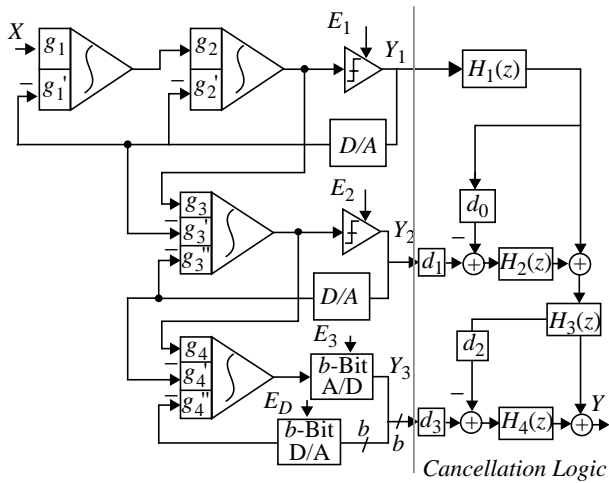 E1
X
g1
g1'
g2
g2'
Y1
H1(z)
D/A
d0
E2
g3
g3'
g3"
Y2
d1
H2(z)
D/A
H3(z)
E3
d2
g4
g4'
g4"
b-Bit
A/D
Y3
ED
b-Bit
D/A
b
b
d3
H4(z)
Y
Cancellation Logic
− − − − − − − −
+ + + +